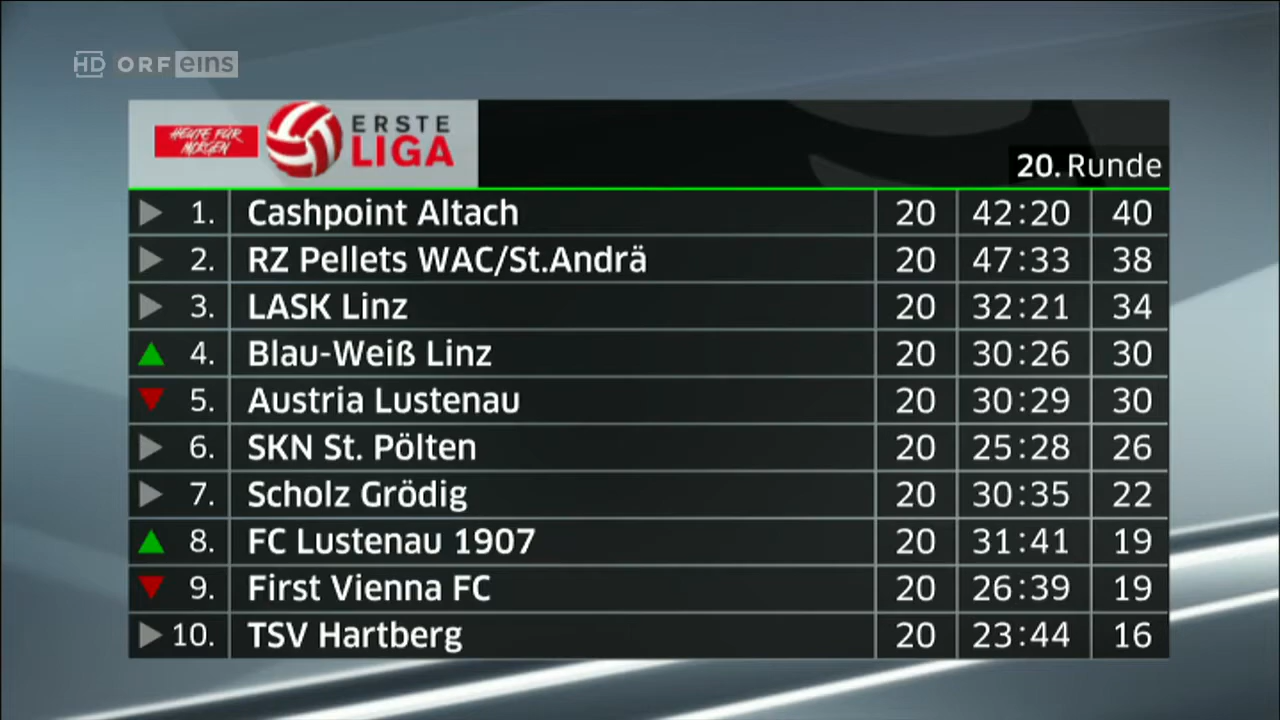 HD ORF eins
HEUTE FÜR
MORGEN
ERSTE
LIGA
20. Runde
1. Cashpoint Altach 20 42:20 40
2. RZ Pellets WAC/St.Andrä 20 47:33 38
3. LASK Linz 20 32:21 34
4. Blau-Weiß Linz 20 30:26 30
5. Austria Lustenau 20 30:29 30
6. SKN St. Pölten 20 25:28 26
7. Scholz Grödig 20 30:35 22
8. FC Lustenau 1907 20 31:41 19
9. First Vienna FC 20 26:39 19
10. TSV Hartberg 20 23:44 16